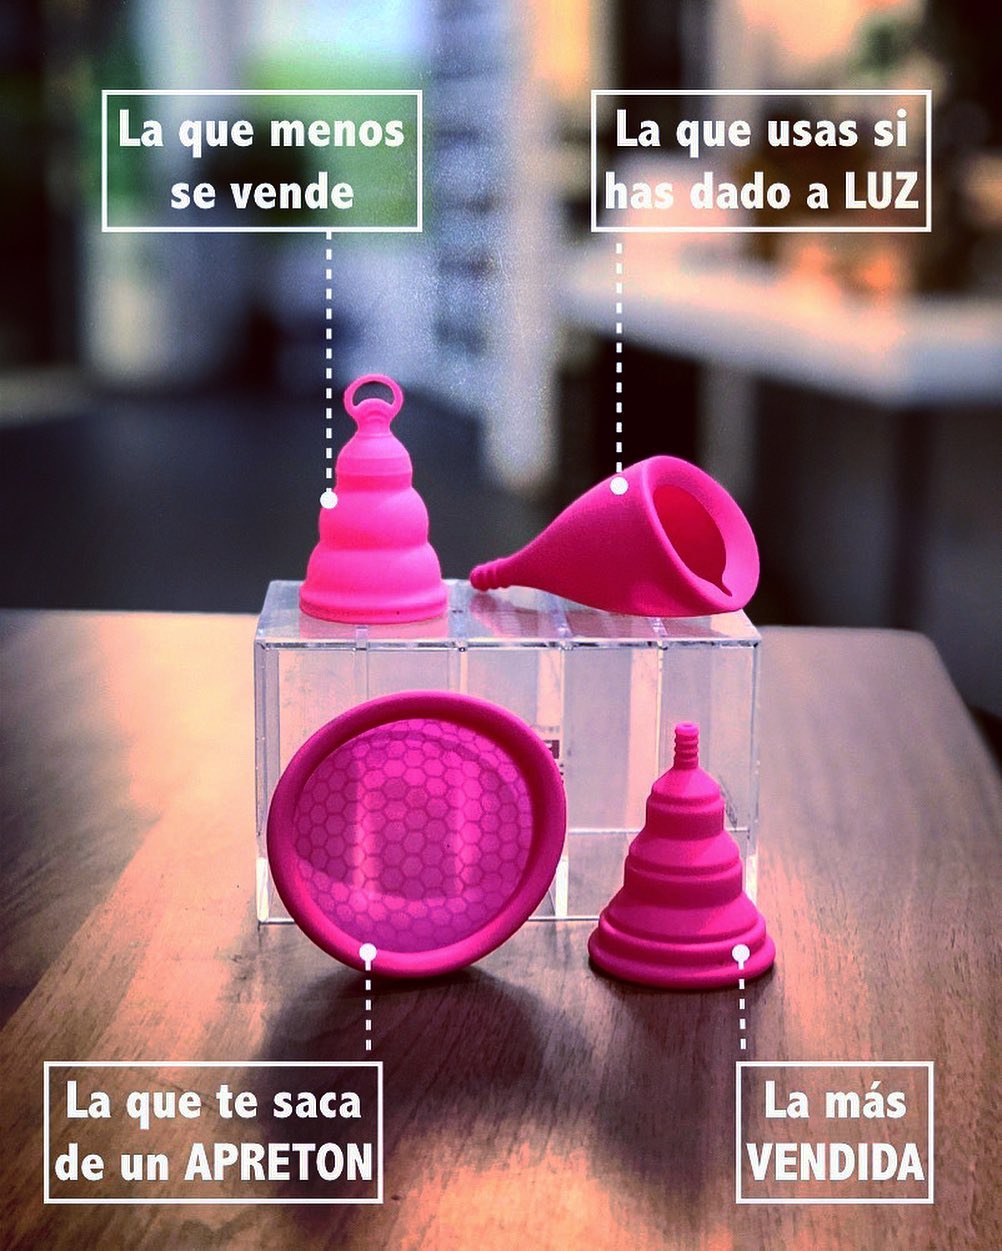 La que menos
se vende
La que usas si
has dado a LUZ
La que te saca
de un APRETON
La más
VENDIDA